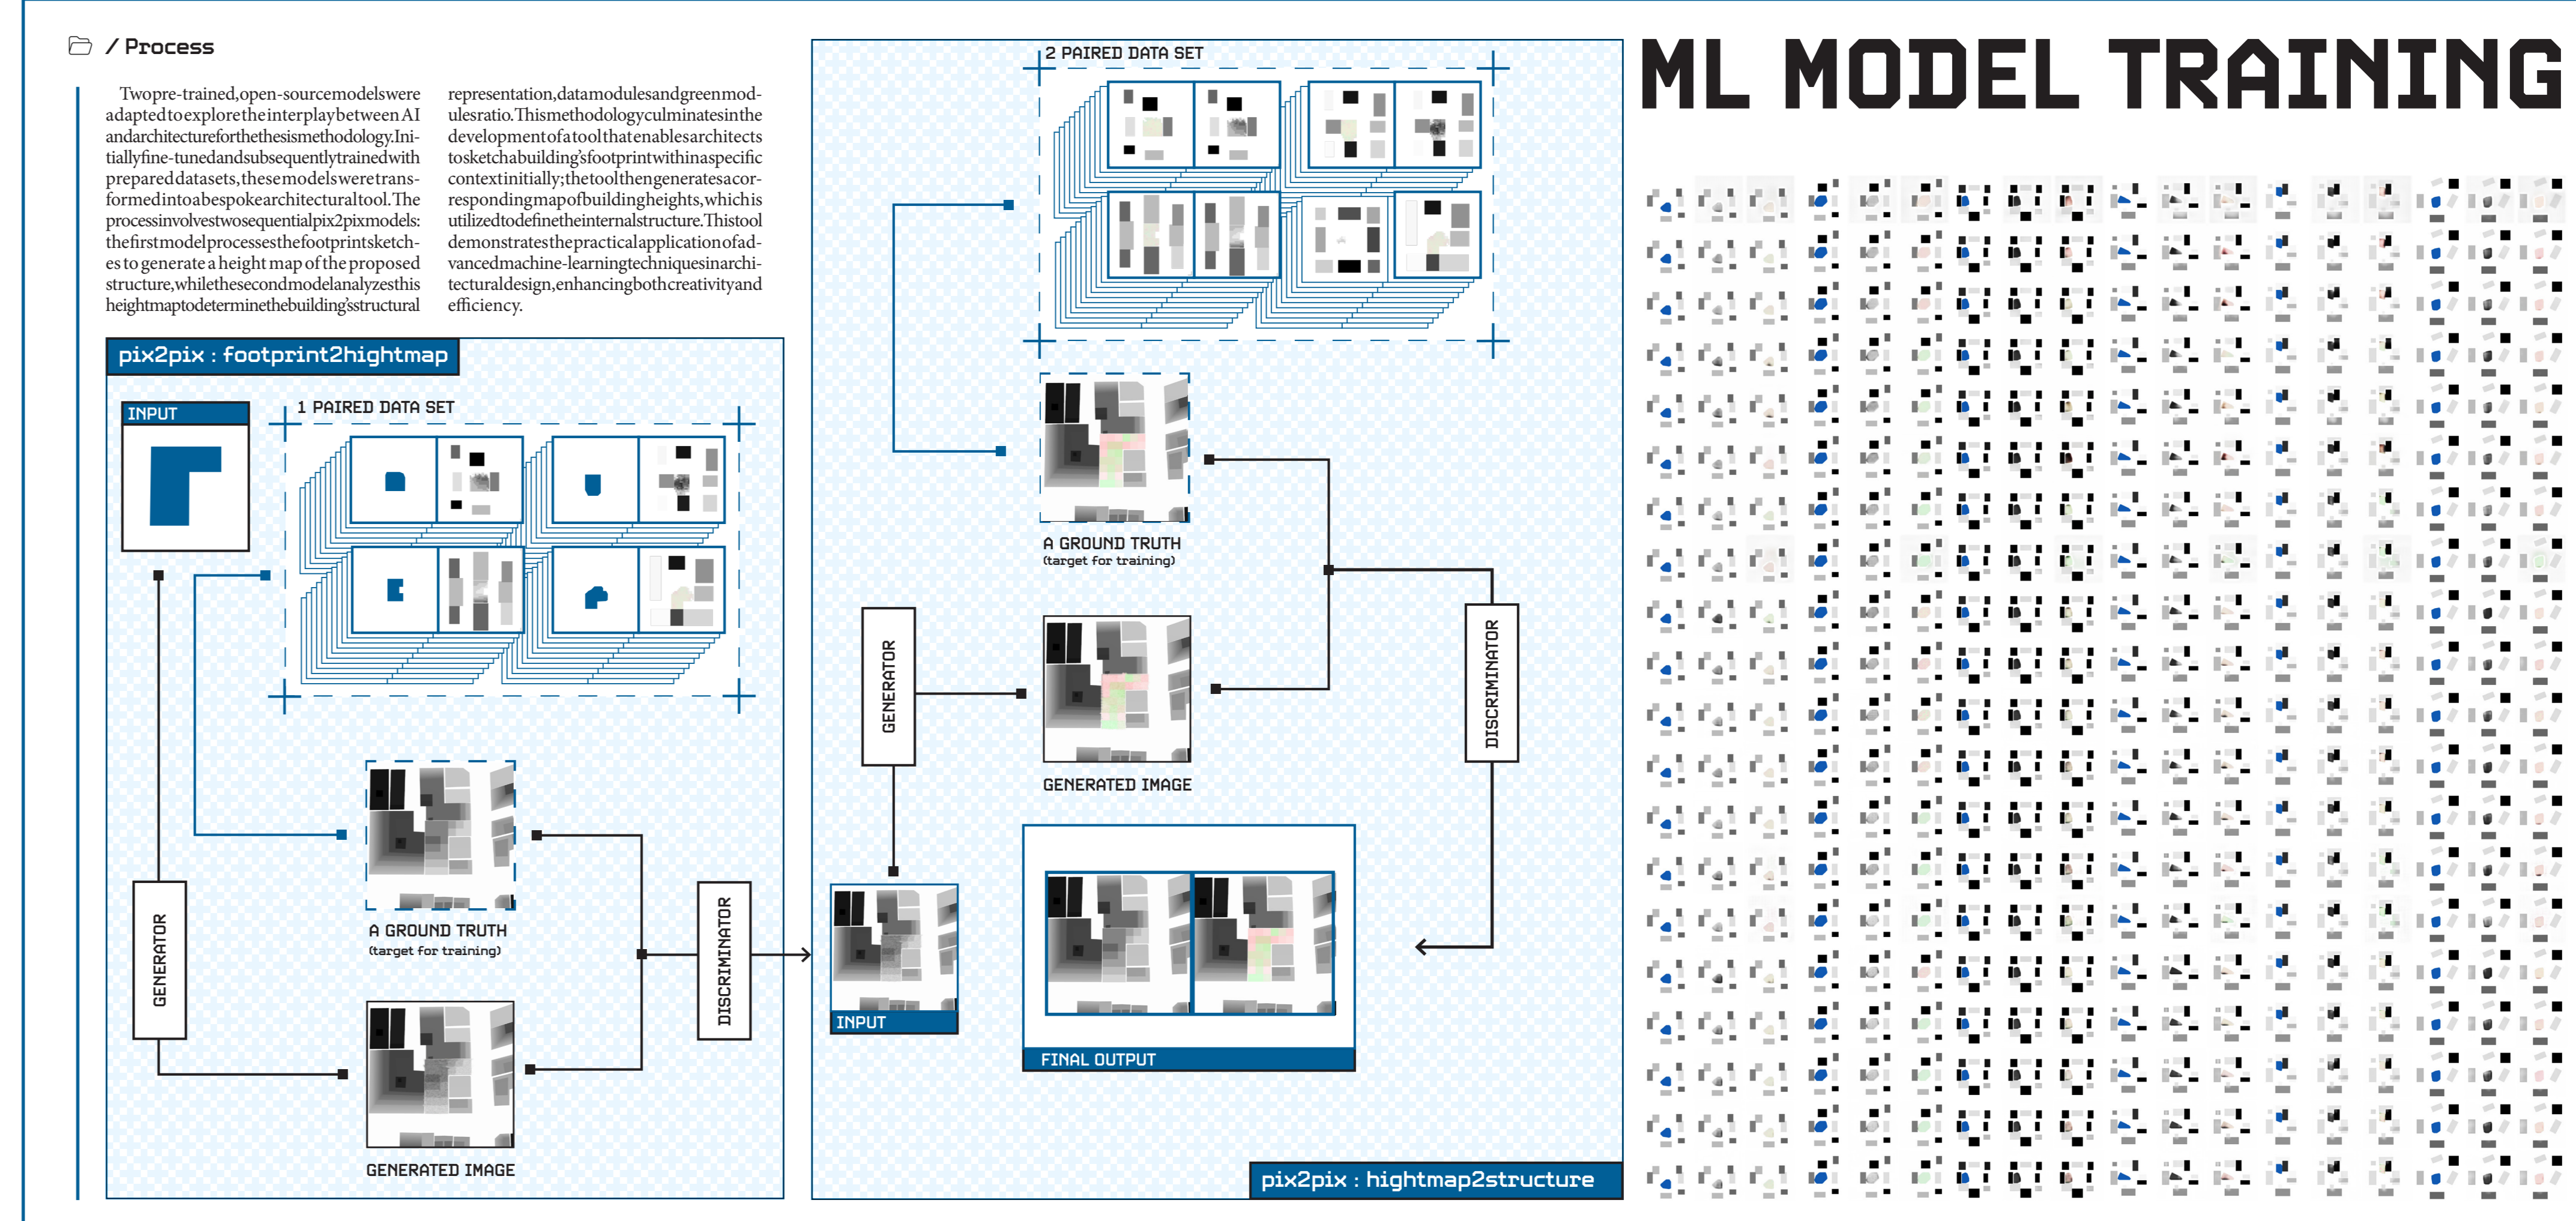 / Process
ML MODEL TRAINING
Two pre-trained, open-source models were
adapted to explore the interplay between AI
and architecture for the thesis methodology. Ini-
tially fine-tuned and subsequently trained with
prepared datasets, these models were trans-
formed into a bespoke architectural tool. The
process involves two sequential pix2pix models:
the first model processes the footprint sketch-
es to generate a height map of the proposed
structure, while the second model analyzes this
height map to determine the building's structural
representation, data modules and green mod-
ules ratio. This methodology culminates in the
development of a tool that enables architects
to sketch a building's footprint within a specific
context initially; the tool then generates a cor-
responding map of building heights, which is
utilized to define the internal structure. This tool
demonstrates the practical application of ad-
vanced machine-learning techniques in archi-
tectural design, enhancing both creativity and
efficiency.
pix2pix : footprint2hightmap
INPUT
1 PAIRED DATA SET
A GROUND TRUTH
(target for training)
GENERATOR
DISCRIMINATOR
GENERATED IMAGE
2 PAIRED DATA SET
A GROUND TRUTH
(target for training)
GENERATOR
DISCRIMINATOR
GENERATED IMAGE
INPUT
FINAL OUTPUT
pix2pix : hightmap2structure